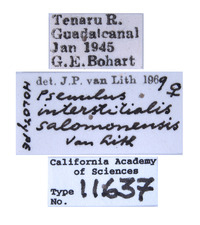 Tenaru R.
Guadalcanal
Jan 1945
G.E.Bohart
det. J.P. van Lith 1969 ♀
HOLOTYPE
Psenulus
interstitialis
salomonensis
van Lith
California Academy
of Sciences
Type
No. 11637